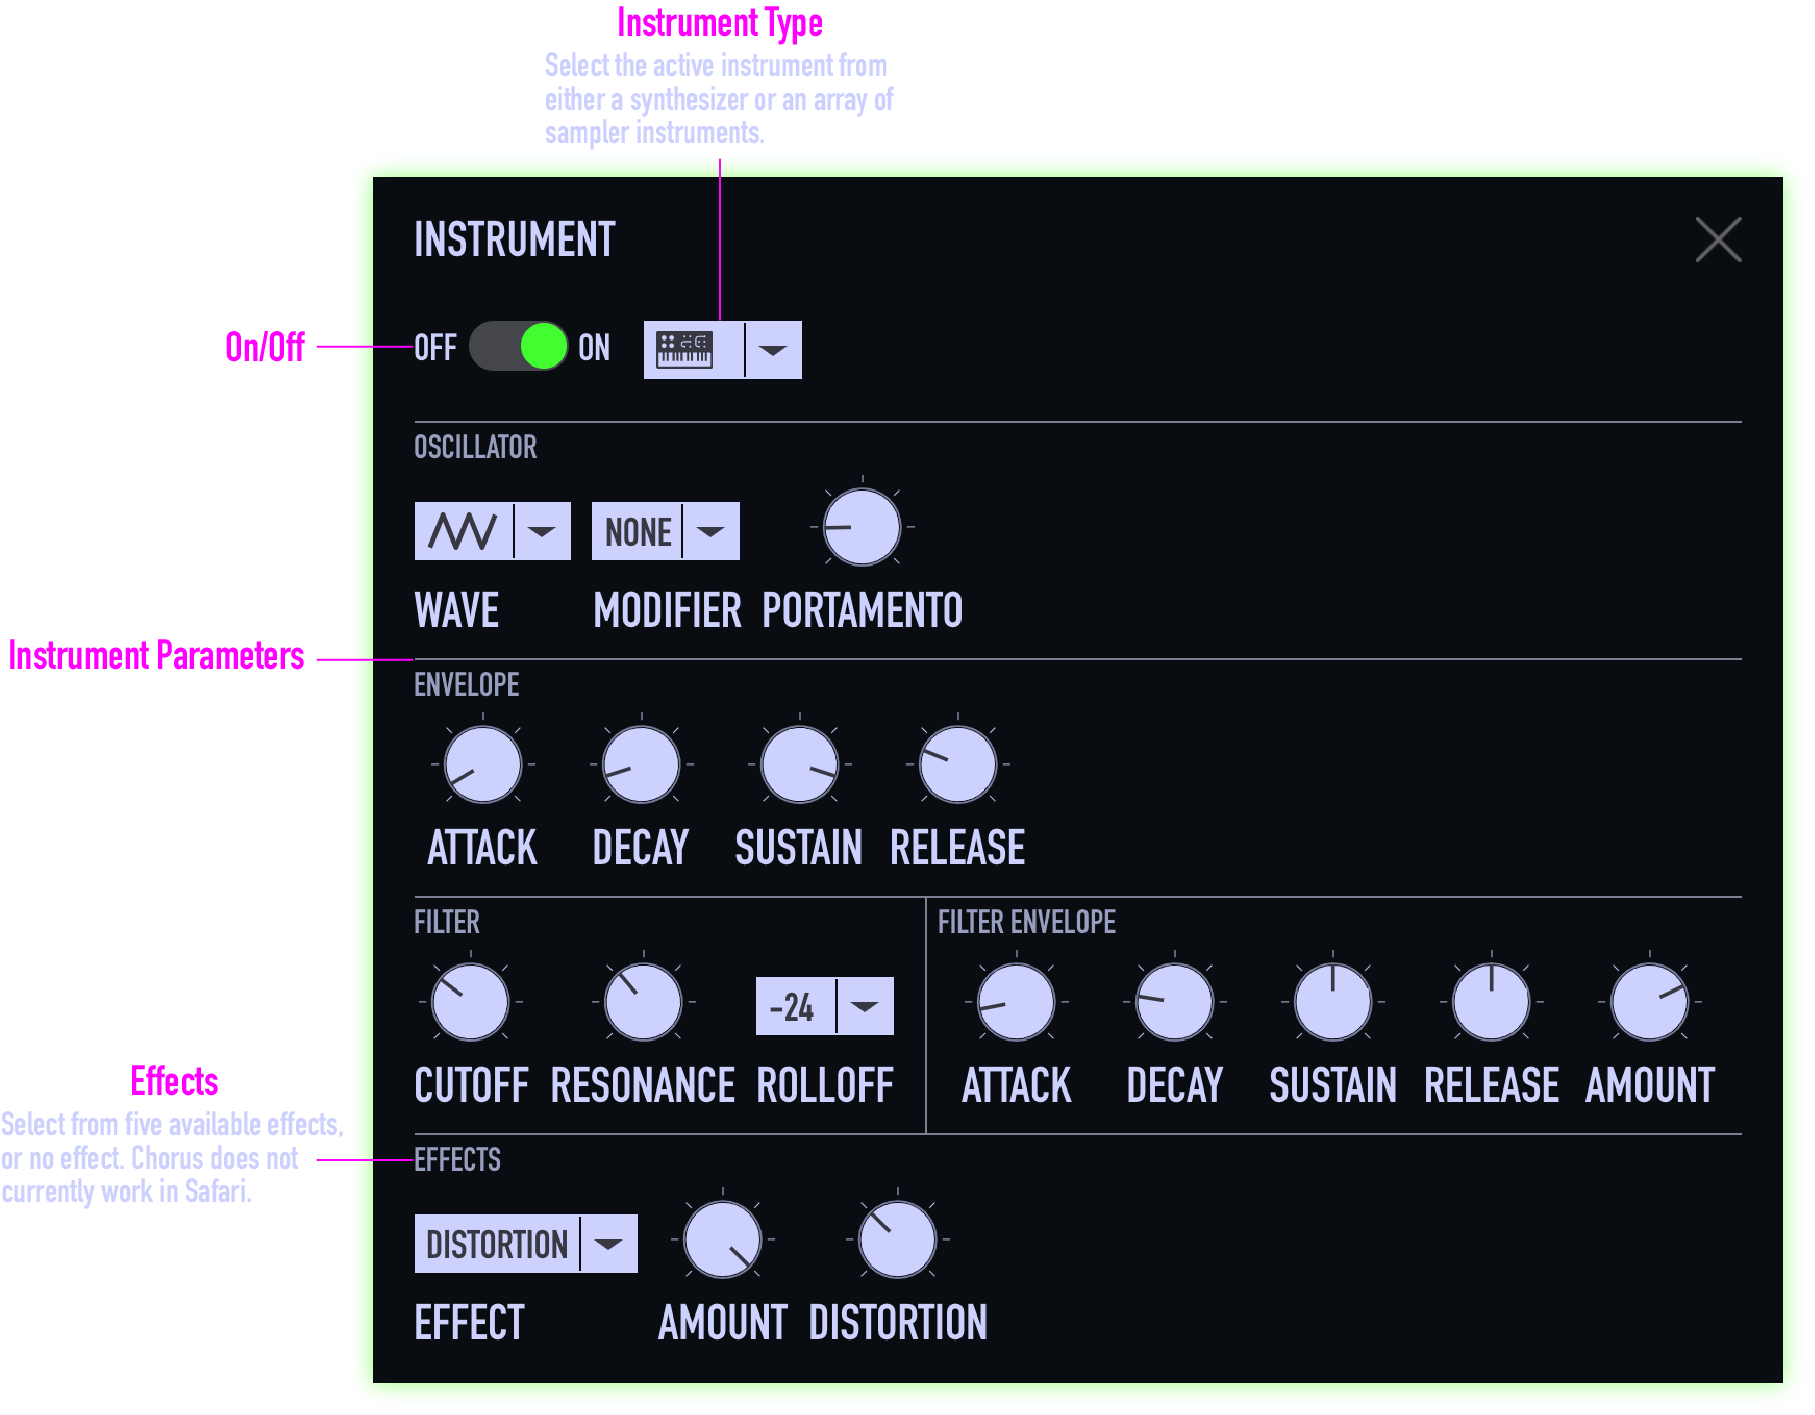 Instrument Type
Select the active instrument from
either a synthesizer or an array of
sampler instruments.
INSTRUMENT
On/Off
OFF ON
OSCILLATOR
NONE
WAVE MODIFIER PORTAMENTO
Instrument Parameters
ENVELOPE
ATTACK DECAY SUSTAIN RELEASE
FILTER
-24
CUTOFF RESONANCE ROLLOFF
FILTER ENVELOPE
ATTACK DECAY SUSTAIN RELEASE AMOUNT
Effects
Select from five available effects,
or no effect. Chorus does not
currently work in Safari.
EFFECTS
DISTORTION
EFFECT AMOUNT DISTORTION